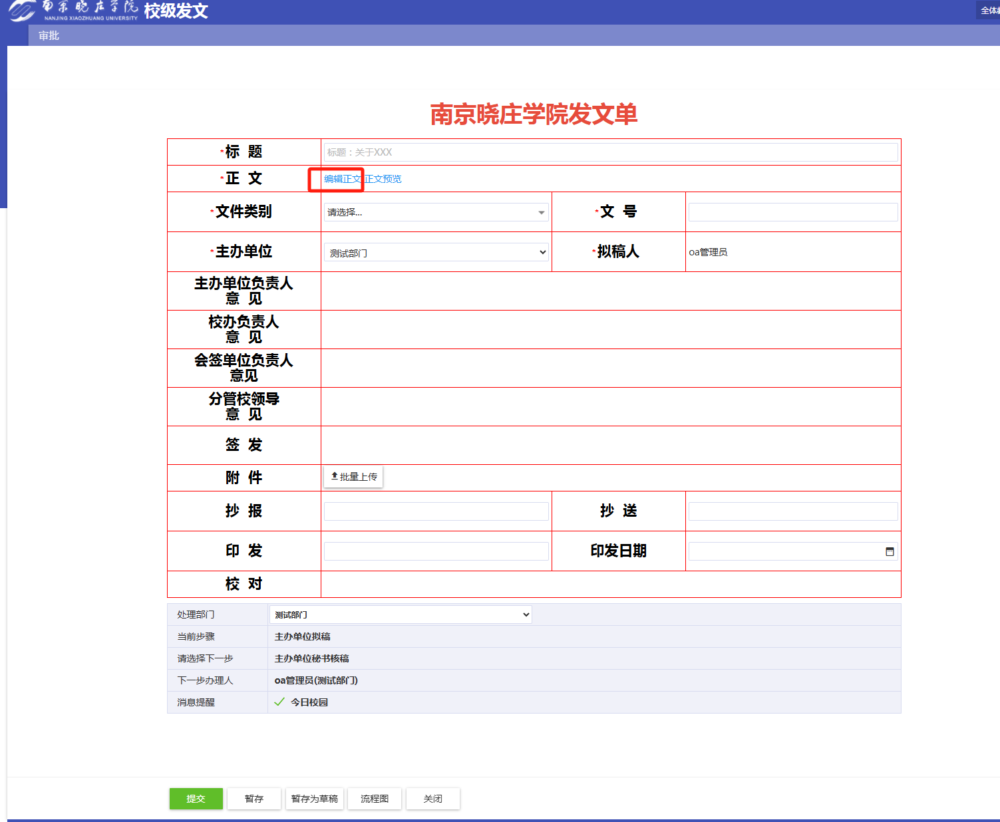 南京晓庄学院
NANJING XIAOZHUANG UNIVERSITY
校级发文
全体教
审批
南京晓庄学院发文单
*标 题 标题：关于XXX
*正 文 编辑正文 正文预览
*文件类别 请选择... *文 号
*主办单位 测试部门 *拟稿人 oa管理员
主办单位负责人
意 见
校办负责人
意 见
会签单位负责人
意见
分管校领导
意 见
签 发
附 件 批量上传
抄 报 抄 送
印 发 印发日期
校 对
处理部门 测试部门
当前步骤 主办单位拟稿
请选择下一步 主办单位秘书核稿
下一步办理人 oa管理员(测试部门)
消息提醒 今日校园
提交 暂存 暂存为草稿 流程图 关闭